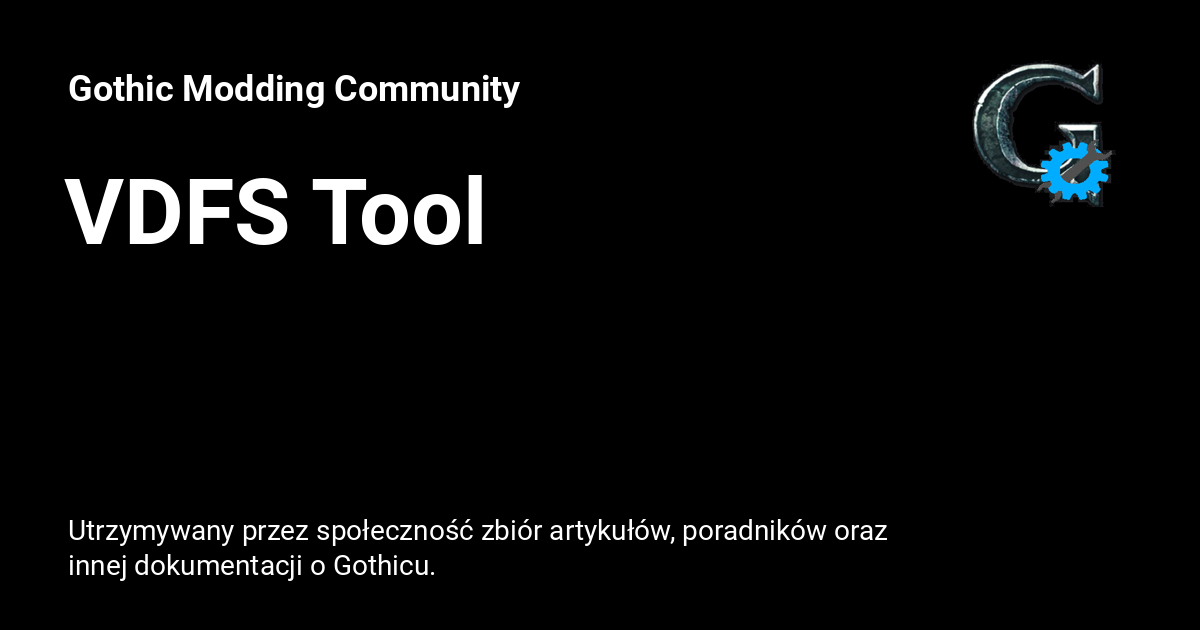 Gothic Modding Community
VDFS Tool
Utrzymywany przez społeczność zbiór artykułów, poradników oraz
innej dokumentacji o Gothicu.